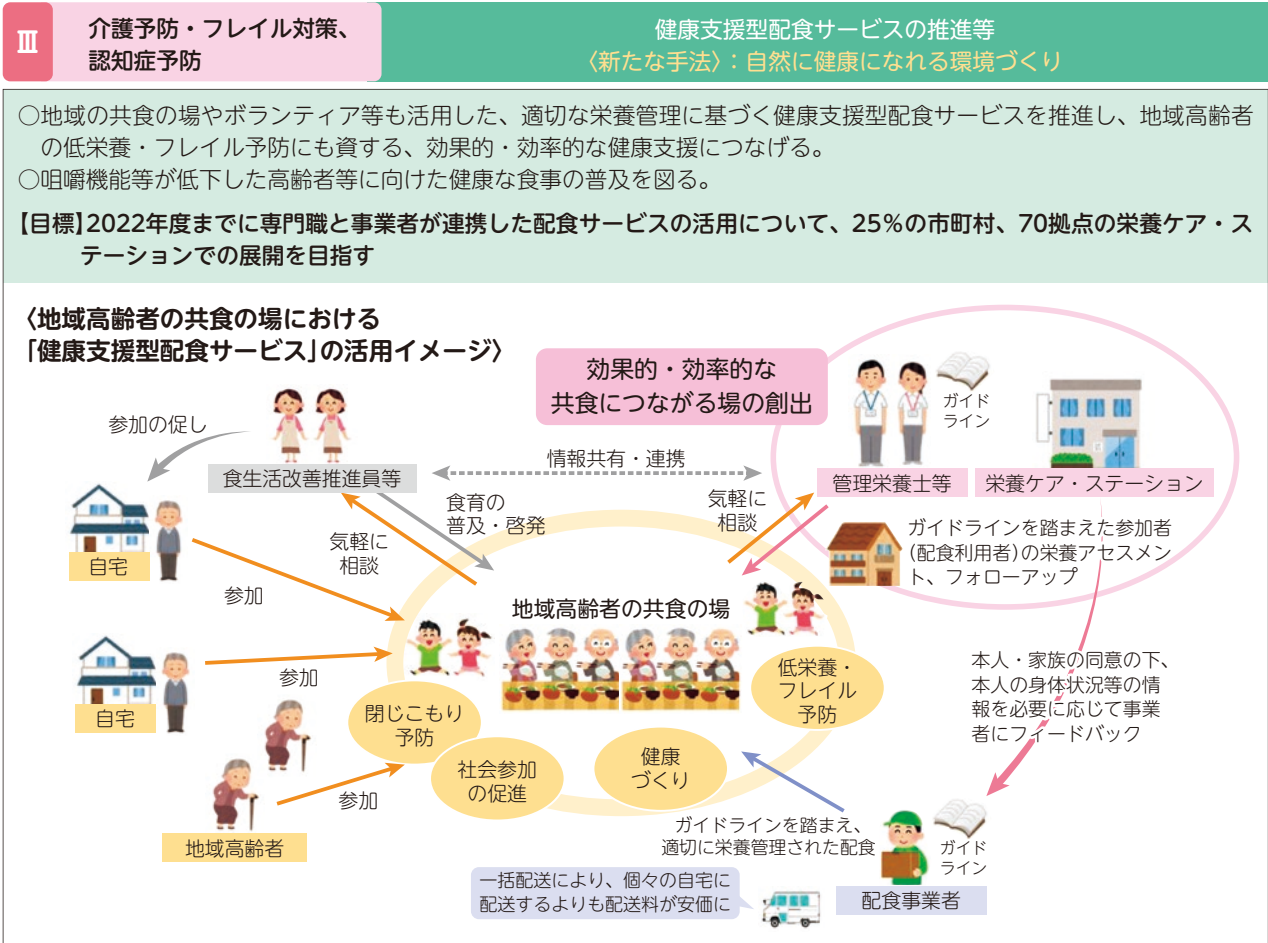 Ⅲ
介護予防・フレイル対策、
認知症予防
健康支援型配食サービスの推進等
〈新たな手法〉：自然に健康になれる環境づくり
○地域の共食の場やボランティア等も活用した、適切な栄養管理に基づく健康支援型配食サービスを推進し、地域高齢者
の低栄養・フレイル予防にも資する、効果的・効率的な健康支援につなげる。
○咀嚼機能等が低下した高齢者等に向けた健康な食事の普及を図る。
【目標】2022年度までに専門職と事業者が連携した配食サービスの活用について、25％の市町村、70拠点の栄養ケア・ス
テーションでの展開を目指す
〈地域高齢者の共食の場における
「健康支援型配食サービス」の活用イメージ〉
効果的・効率的な
共食につながる場の創出
ガイド
ライン
参加の促し
食生活改善推進員等
情報共有・連携
管理栄養士等
栄養ケア・ステーション
食育の
普及・啓発
気軽に
相談
気軽に
相談
ガイドラインを踏まえた参加者
（配食利用者）の栄養アセスメン
ト、フォローアップ
自宅
参加
地域高齢者の共食の場
自宅
参加
閉じこもり
予防
社会参加
の促進
健康
づくり
低栄養・
フレイル
予防
本人・家族の同意の下、
本人の身体状況等の情
報を必要に応じて事業
者にフィードバック
参加
地域高齢者
ガイドラインを踏まえ、
適切に栄養管理された配食
ガイド
ライン
配食事業者
一括配送により、個々の自宅に
配送するよりも配送料が安価に